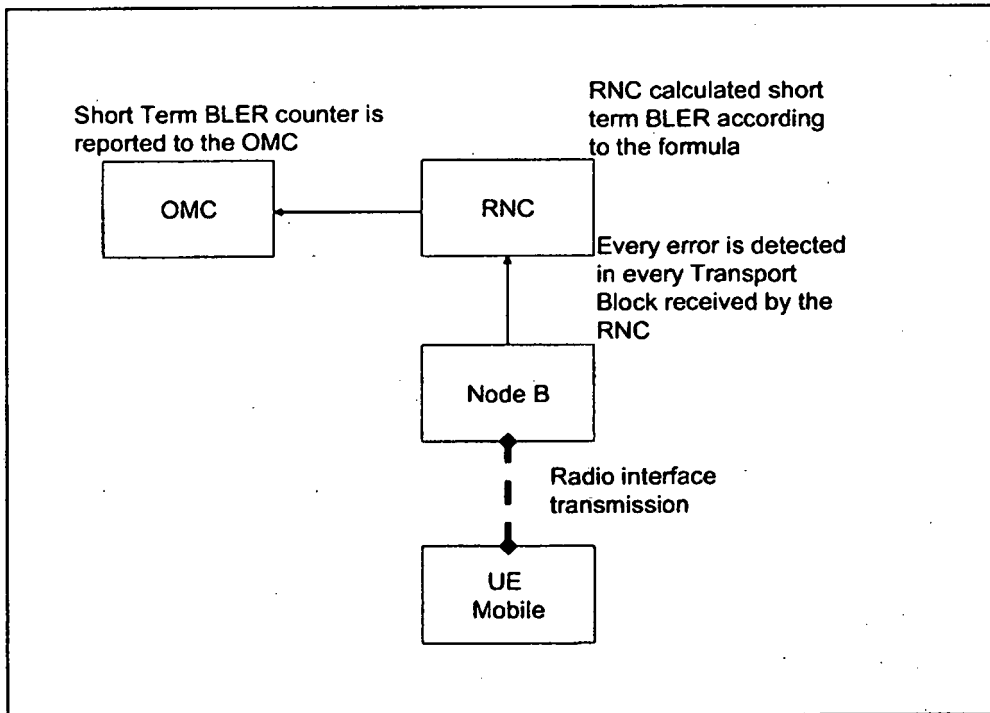 Short Term BLER counter is
reported to the OMC
RNC calculated short
term BLER according
to the formula
OMC
RNC
Every error is detected
in every Transport
Block received by the
RNC
Node B
Radio interface
transmission
UE
Mobile